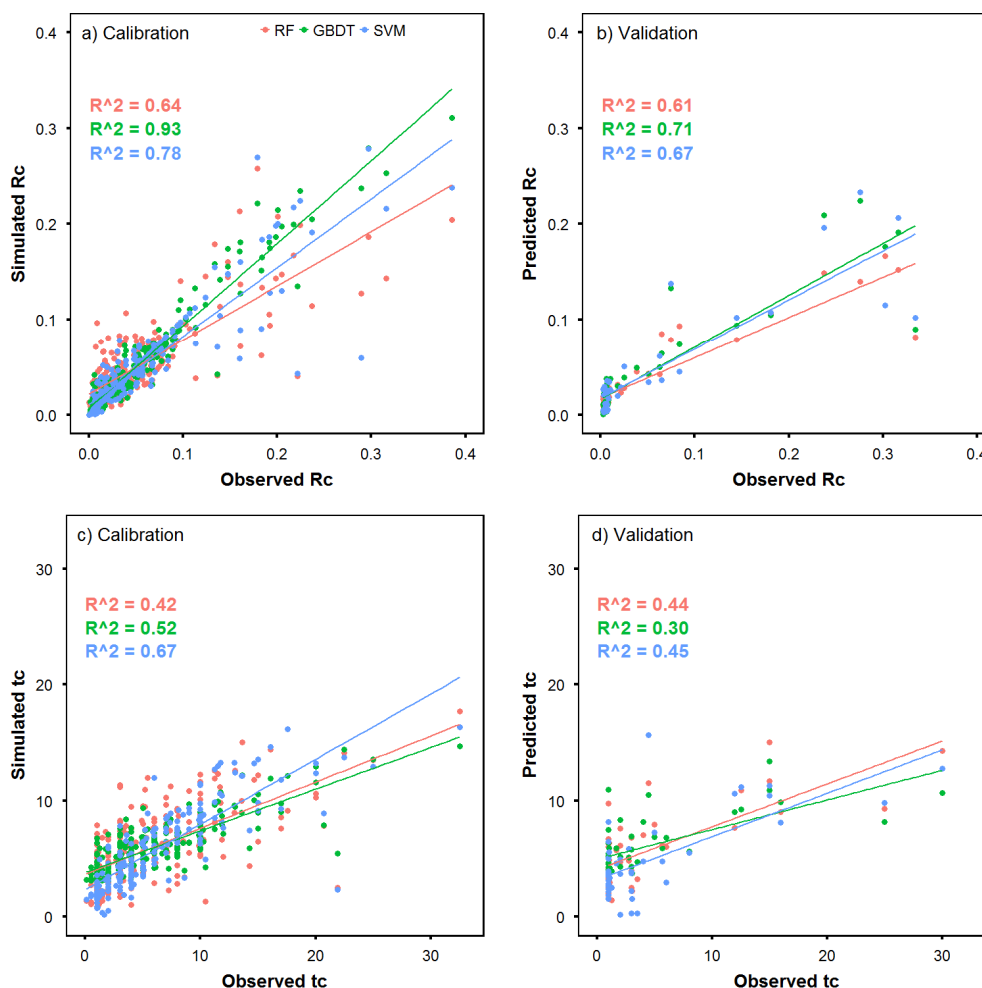 a) Calibration
RF GBDT SVM
R^2 = 0.64
R^2 = 0.93
R^2 = 0.78
0.4
0.3
0.2
0.1
0.0
Simulated Rc
0.0 0.1 0.2 0.3 0.4
Observed Rc
b) Validation
R^2 = 0.61
R^2 = 0.71
R^2 = 0.67
0.4
0.3
0.2
0.1
0.0
Predicted Rc
0.0 0.1 0.2 0.3 0.4
Observed Rc
c) Calibration
R^2 = 0.42
R^2 = 0.52
R^2 = 0.67
30
20
10
0
Simulated tc
0 10 20 30
Observed tc
d) Validation
R^2 = 0.44
R^2 = 0.30
R^2 = 0.45
30
20
10
0
Predicted tc
0 10 20 30
Observed tc